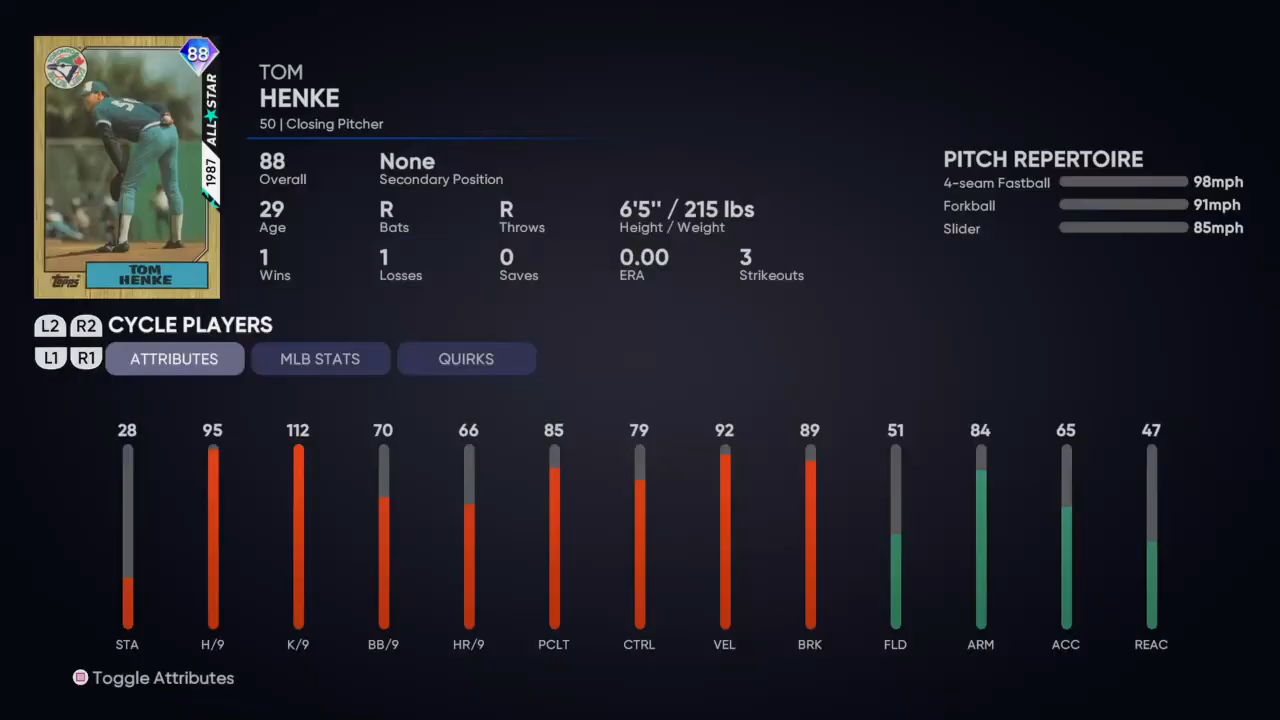 88
ALL★STAR
1987
Topps
TOM
HENKE
TOM
HENKE
50 | Closing Pitcher
88
Overall
None
Secondary Position
29
Age
R
Bats
R
Throws
6'5" / 215 lbs
Height / Weight
1
Wins
1
Losses
0
Saves
0.00
ERA
3
Strikeouts
PITCH REPERTOIRE
4-seam Fastball 98mph
Forkball 91mph
Slider 85mph
L2 R2 CYCLE PLAYERS
L1 R1 ATTRIBUTES MLB STATS QUIRKS
28 95 112 70 66 85 79 92 89 51 84 65 47
STA H/9 K/9 BB/9 HR/9 PCLT CTRL VEL BRK FLD ARM ACC REAC
Toggle Attributes